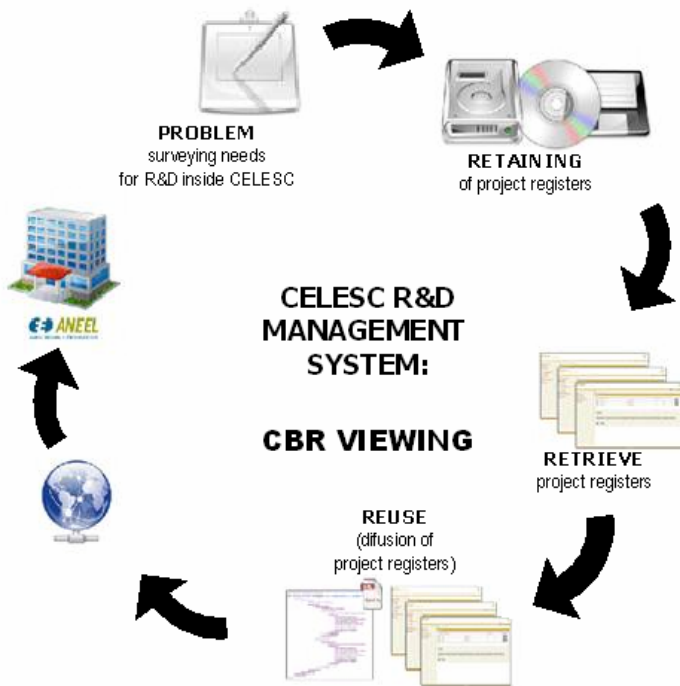 PROBLEM
surveying needs
for R&D inside CELESC
RETAINING
of project registers
CELESC R&D
MANAGEMENT
SYSTEM:
CBR VIEWING
ANEEL
RETRIEVE
project registers
REUSE
(difusion of
project registers)